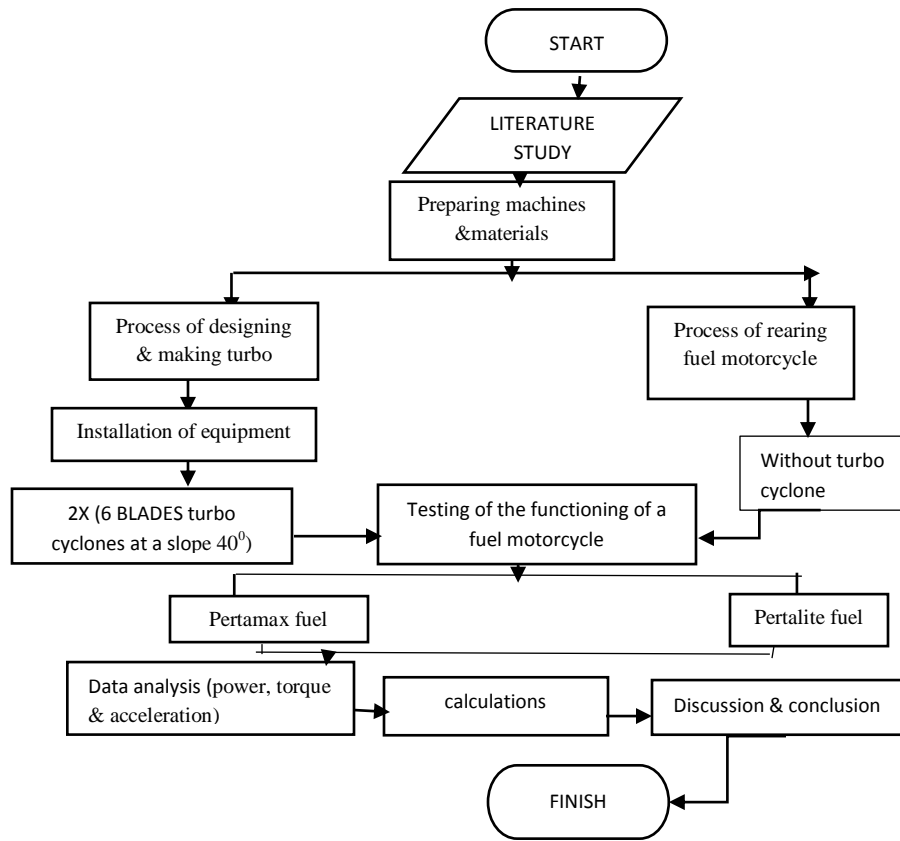 START
LITERATURE
STUDY
Preparing machines
&materials
Process of designing
& making turbo
Process of rearing
fuel motorcycle
Installation of equipment
Without turbo
cyclone
2X (6 BLADES turbo
cyclones at a slope 40⁰)
Testing of the functioning of a
fuel motorcycle
Pertamax fuel
Pertalite fuel
Data analysis (power, torque
& acceleration)
calculations
Discussion & conclusion
FINISH